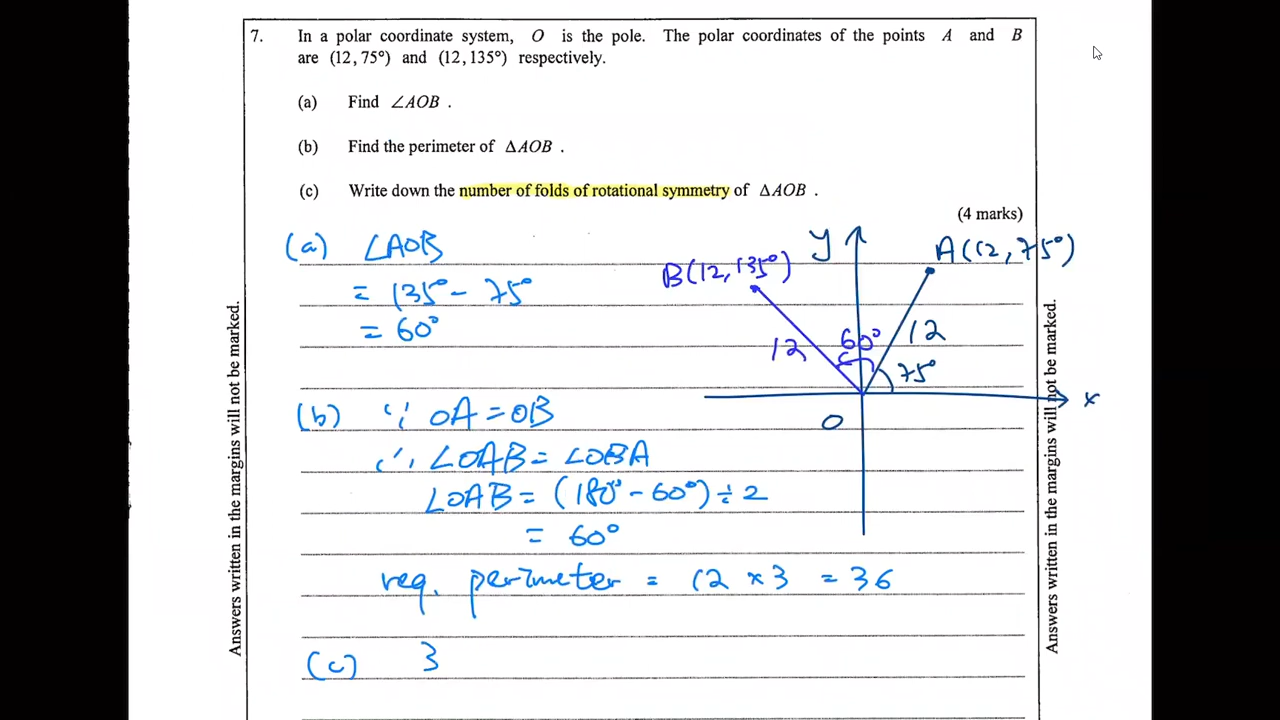 7. In a polar coordinate system, O is the pole. The polar coordinates of the points A and B
are (12, 75°) and (12, 135°) respectively.
(a) Find ∠AOB .
(b) Find the perimeter of ΔAOB .
(c) Write down the number of folds of rotational symmetry of ΔAOB .
(4 marks)
(a) ∠AOB
= 135° - 75°
= 60°
y
A(12, 75°)
B(12, 135°)
12
60°
12
75°
x
O
(b) ∵ OA = OB
∴ ∠OAB = ∠OBA
∠OAB = (180° - 60°) ÷ 2
= 60°
req. perimeter = 12 × 3 = 36
(c) 3
Answers written in the margins will not be marked.
Answers written in the margins will not be marked.